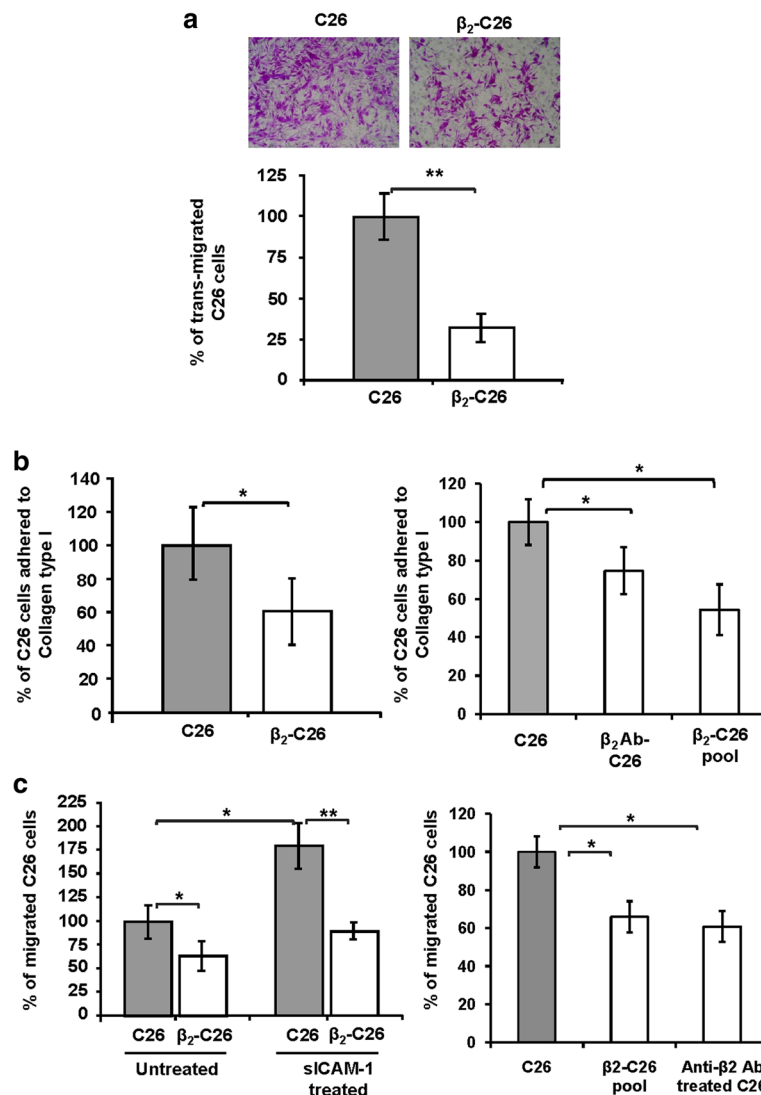 a
C26
β2-C26
% of trans-migrated
C26 cells
125
100
75
50
25
0
**
C26
β2-C26
b
% of C26 cells adhered to
Collagen type I
140
120
100
80
60
40
20
0
*
C26
β2-C26
% of C26 cells adhered to
Collagen type I
120
100
80
60
40
20
0
*
*
C26
β2Ab-
C26
β2-C26
pool
c
% of migrated C26 cells
225
200
175
150
125
100
75
50
25
0
*
*
**
C26
β2-C26
C26
β2-C26
Untreated
sICAM-1
treated
% of migrated C26 cells
120
100
80
60
40
20
0
*
*
C26
β2-C26
pool
Anti-β2 Ab
treated C26